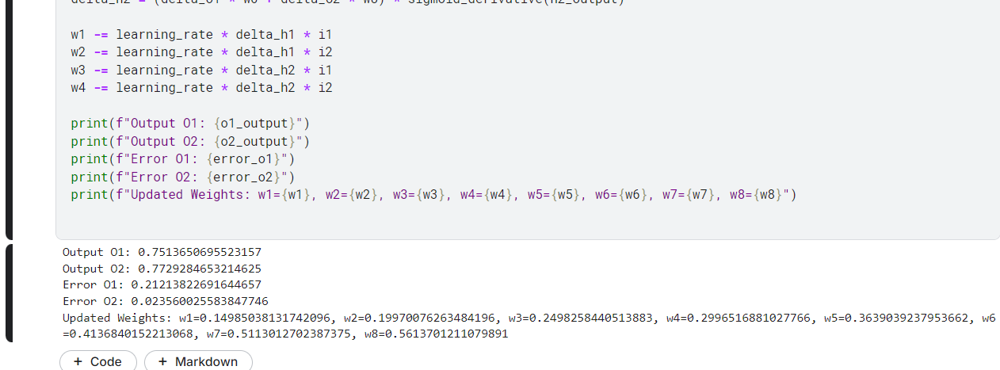 delta_h2 = (delta_o1 * w6 + delta_o2 * w8) * sigmoid_derivative(h2_output)
w1 -= learning_rate * delta_h1 * i1
w2 -= learning_rate * delta_h1 * i2
w3 -= learning_rate * delta_h2 * i1
w4 -= learning_rate * delta_h2 * i2
print(f"Output O1: {o1_output}")
print(f"Output O2: {o2_output}")
print(f"Error O1: {error_o1}")
print(f"Error O2: {error_o2}")
print(f"Updated Weights: w1={w1}, w2={w2}, w3={w3}, w4={w4}, w5={w5}, w6={w6}, w7={w7}, w8={w8}")
Output O1: 0.7513650695523157
Output O2: 0.7729284653214625
Error O1: 0.21213822691644657
Error O2: 0.023560025583847746
Updated Weights: w1=0.14985038131742096, w2=0.19970076263484196, w3=0.2498258440513883, w4=0.2996516881027766, w5=0.3639039237953662, w6
=0.4136840152213068, w7=0.5113012702387375, w8=0.5613701211079891
+ Code + Markdown